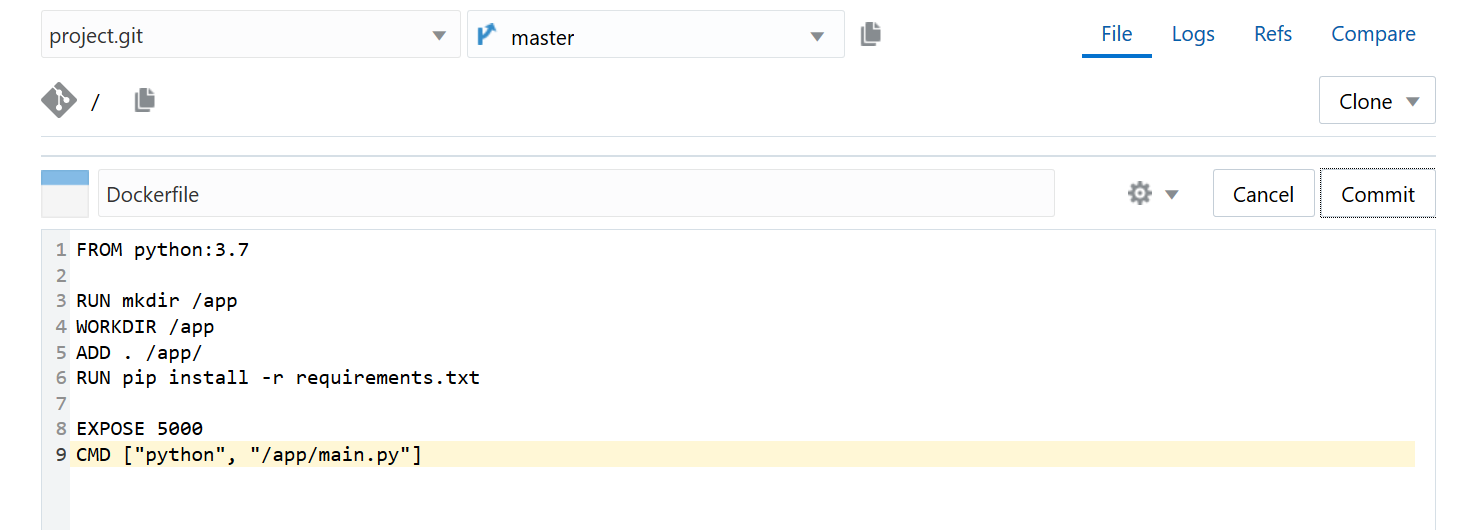 project.git master File Logs Refs Compare
/ Clone
Dockerfile Cancel Commit
1 FROM python:3.7
2
3 RUN mkdir /app
4 WORKDIR /app
5 ADD . /app/
6 RUN pip install -r requirements.txt
7
8 EXPOSE 5000
9 CMD ["python", "/app/main.py"]